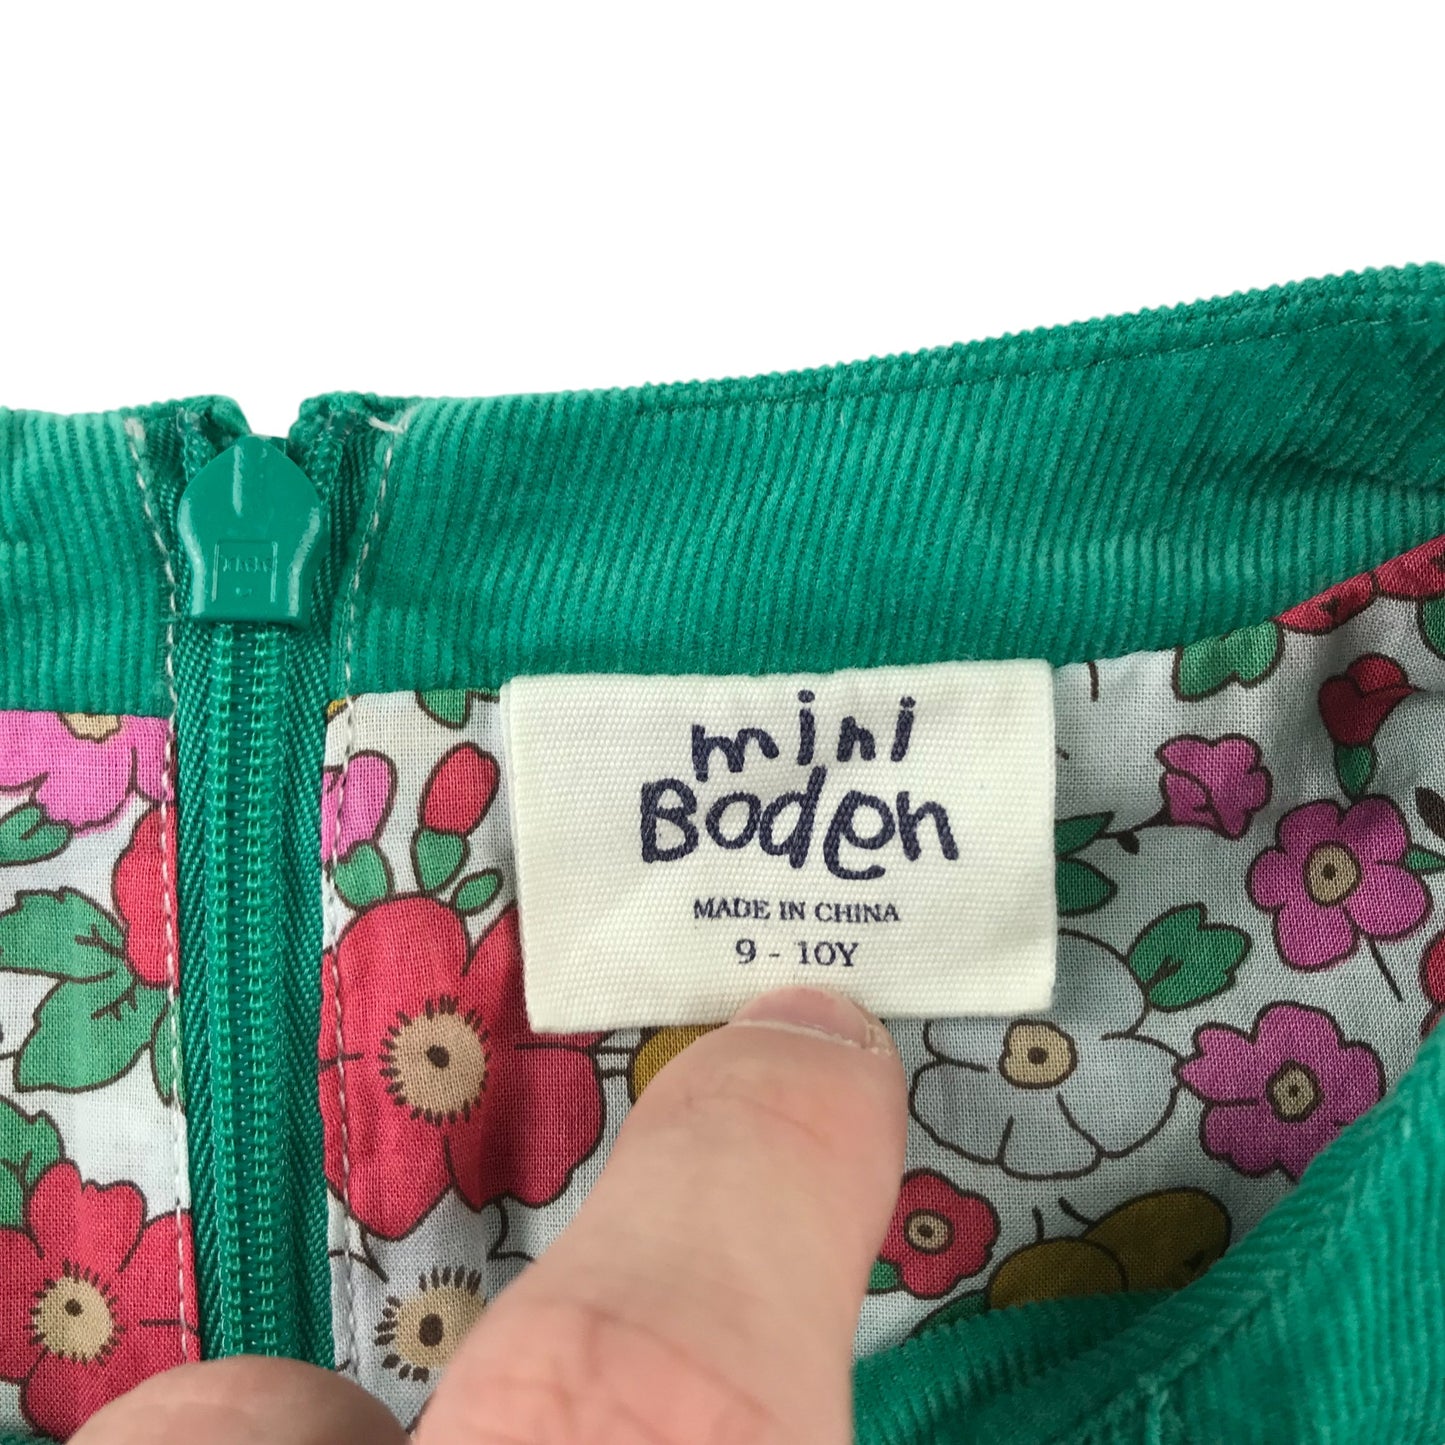 mini
Boden
MADE IN CHINA
9 - 10Y